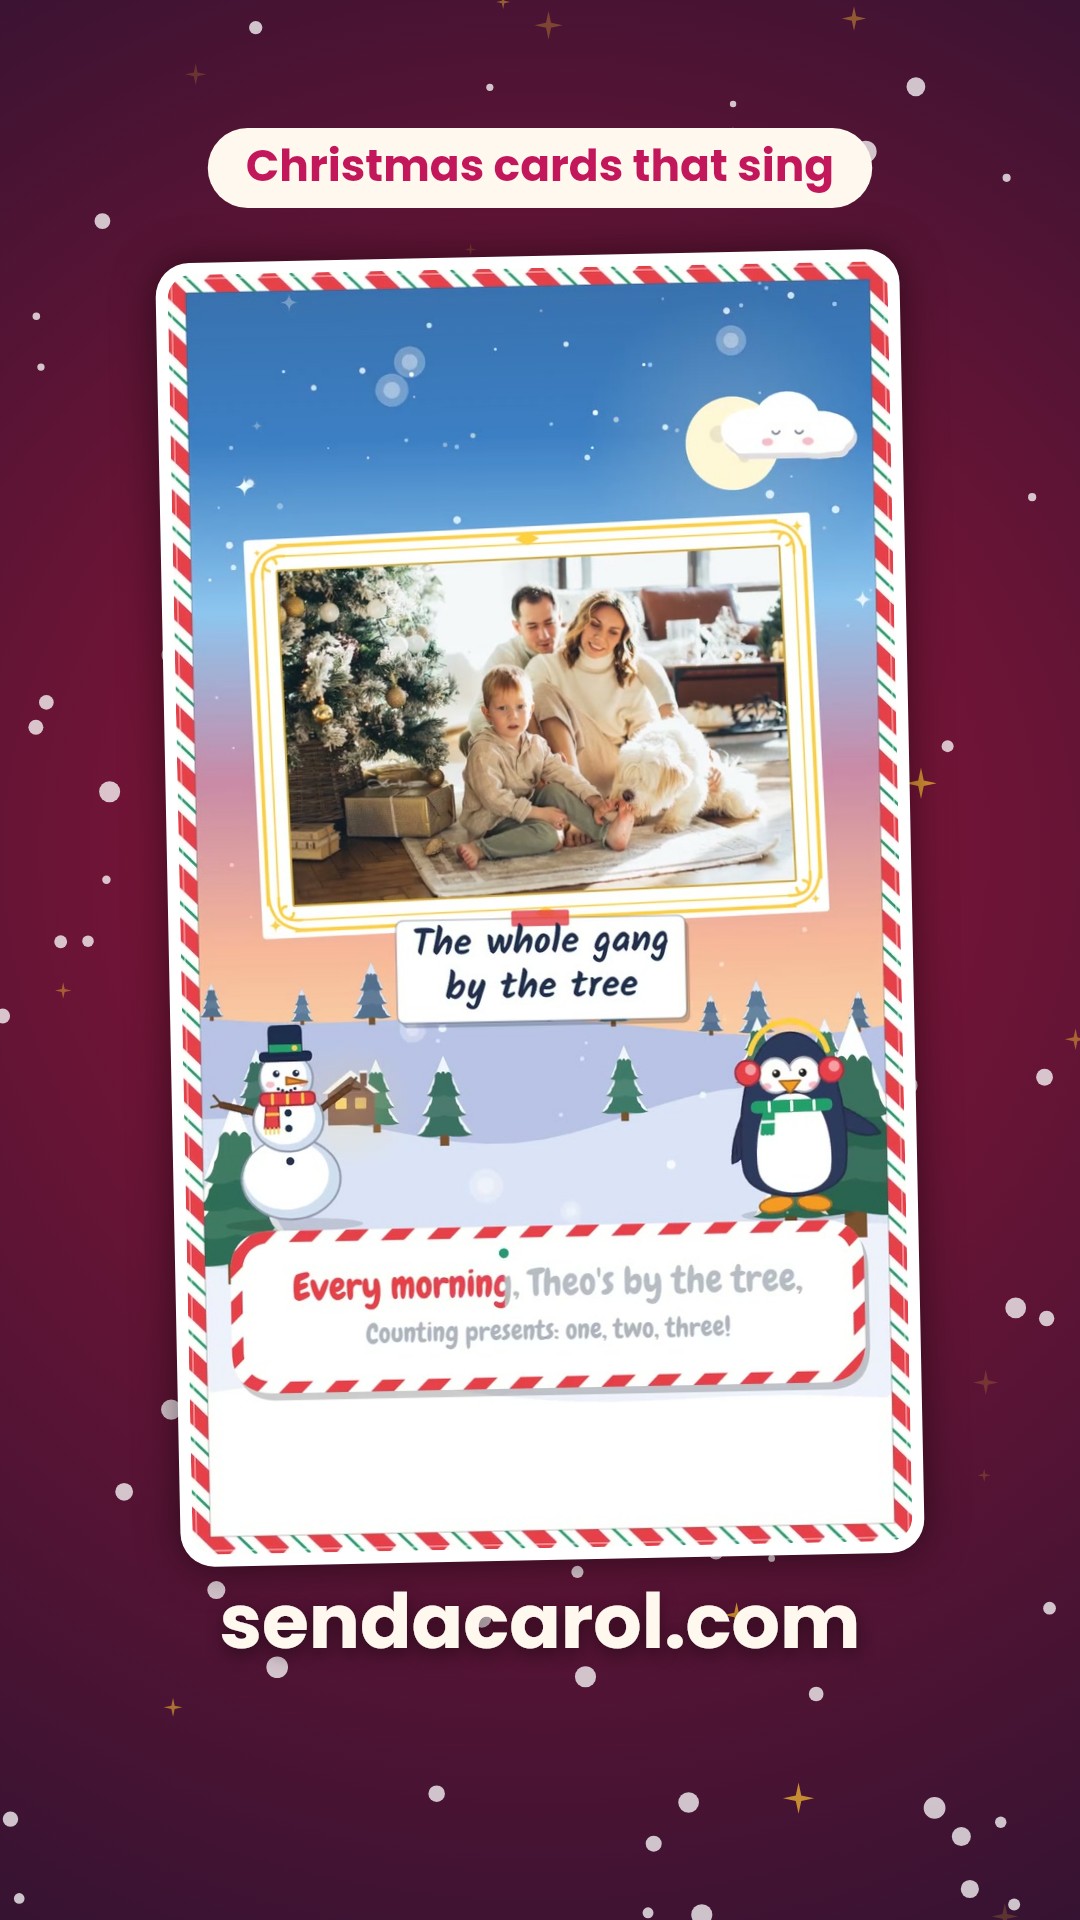 Christmas cards that sing
The whole gang
by the tree
Every morning, Theo's by the tree,
Counting presents: one, two, three!
sendacarol.com